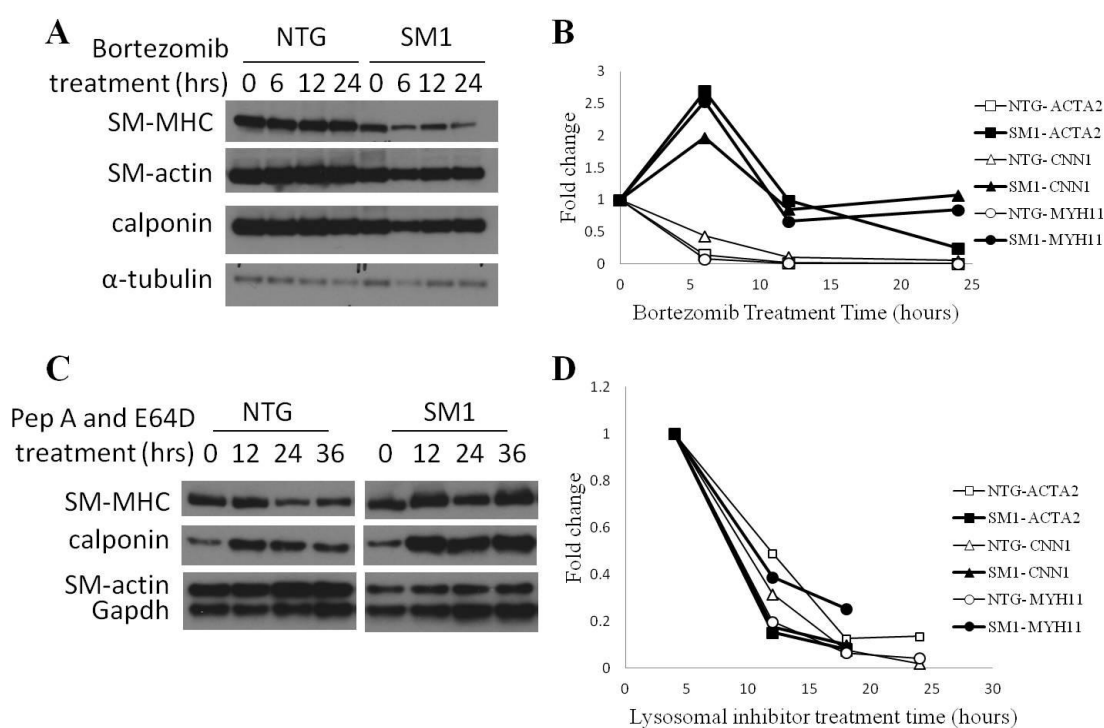 A
Bortezomib
treatment (hrs)
NTG SM1
0 6 12 24 0 6 12 24
SM-MHC
SM-actin
calponin
α-tubulin
B
Fold change
3
2.5
2
1.5
1
0.5
0
0 5 10 15 20 25
Bortezomib Treatment Time (hours)
NTG-ACTA2
SM1-ACTA2
NTG-CNN1
SM1-CNN1
NTG-MYH11
SM1-MYH11
C
Pep A and E64D
treatment (hrs)
NTG SM1
0 12 24 36 0 12 24 36
SM-MHC
calponin
SM-actin
Gapdh
D
Fold change
1.2
1
0.8
0.6
0.4
0.2
0
0 5 10 15 20 25 30
Lysosomal inhibitor treatment time (hours)
NTG-ACTA2
SM1-ACTA2
NTG-CNN1
SM1-CNN1
NTG-MYH11
SM1-MYH11